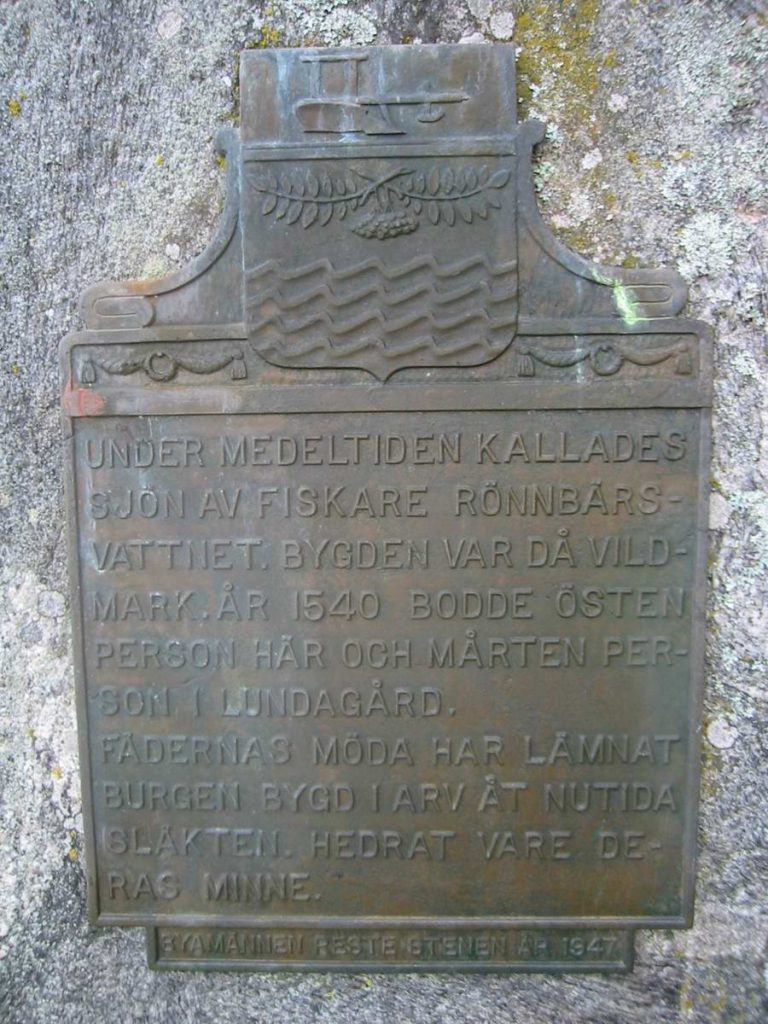 UNDER MEDELTIDEN KALLADES
SJÖN AV FISKARE RÖNNBÄRS-
VATTNET. BYGDEN VAR DÅ VILD-
MARK. ÅR 1540 BODDE ÖSTEN
PERSON HÄR OCH MÅRTEN PER-
SON I LUNDAGÅRD.
FÄDERNAS MÖDA HAR LÄMNAT
BURGEN BYGD I ARV ÅT NUTIDA
SLÄKTEN. HEDRAT VARE DE-
RAS MINNE.
BYAMÄNNEN RESTE STENEN ÅR 1947